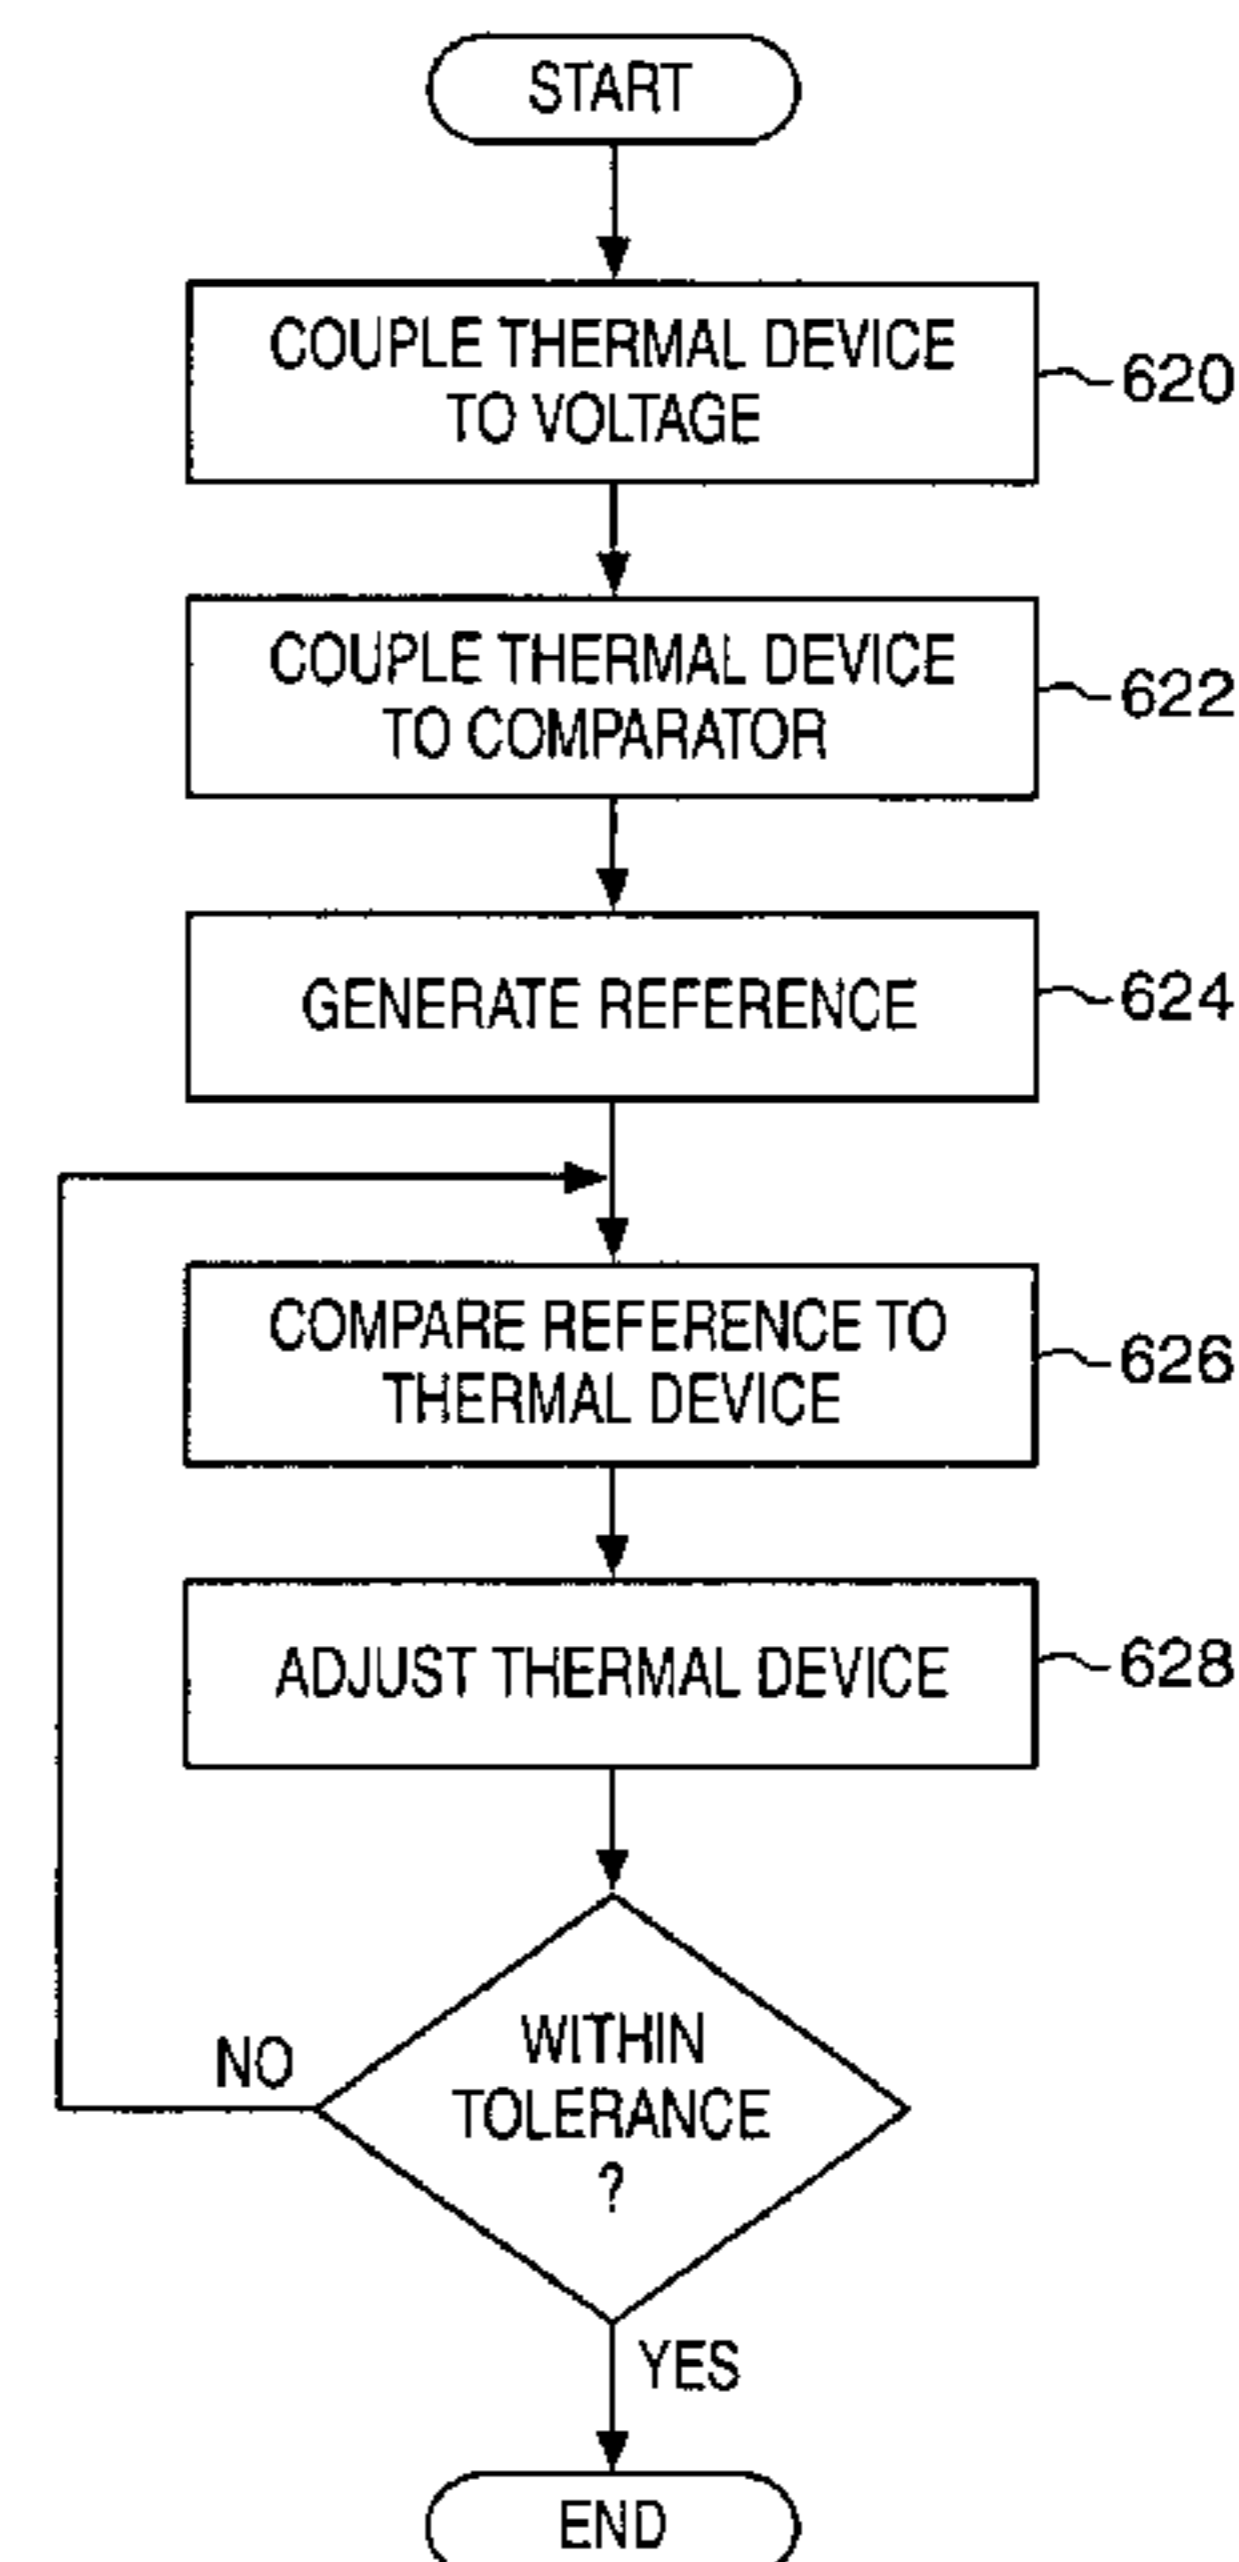 START
COUPLE THERMAL DEVICE
TO VOLTAGE
620
COUPLE THERMAL DEVICE
TO COMPARATOR
622
GENERATE REFERENCE
624
COMPARE REFERENCE TO
THERMAL DEVICE
626
ADJUST THERMAL DEVICE
628
WITHIN
TOLERANCE
?
NO
YES
END